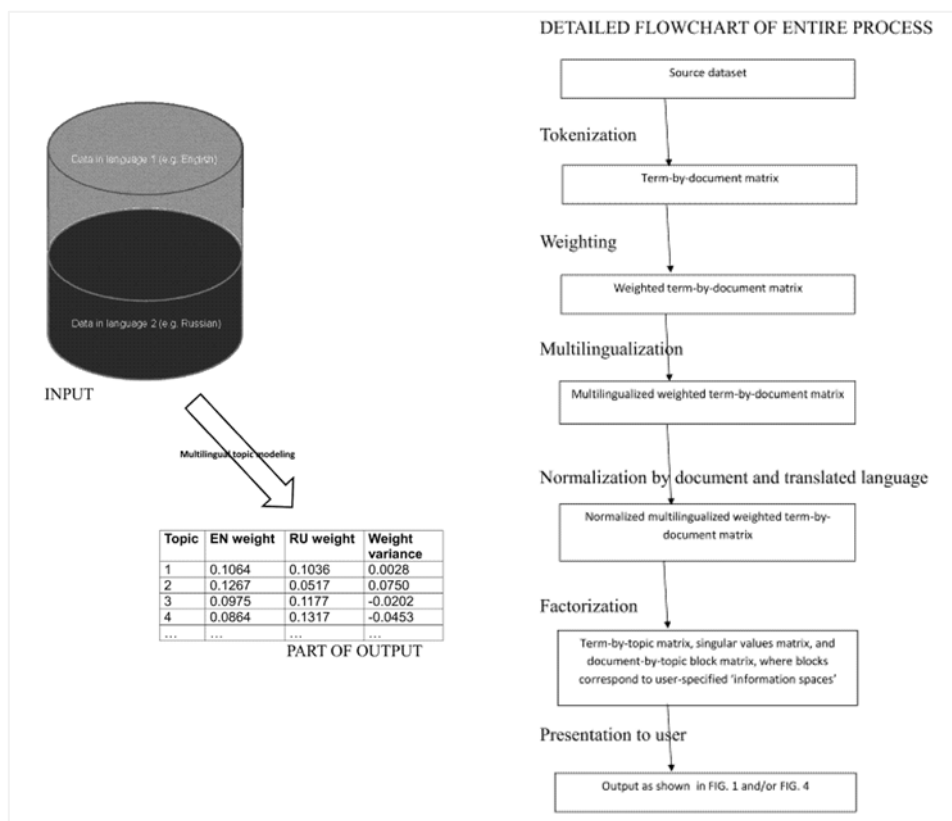 Data in language 1 (e.g. English)
Data in language 2 (e.g. Russian)
INPUT
Multilingual topic modeling
Topic EN weight RU weight Weight variance
1 0.1064 0.1036 0.0028
2 0.1267 0.0517 0.0750
3 0.0975 0.1177 -0.0202
4 0.0864 0.1317 -0.0453
... ... ... ...
PART OF OUTPUT
DETAILED FLOWCHART OF ENTIRE PROCESS
Source dataset
Tokenization
Term-by-document matrix
Weighting
Weighted term-by-document matrix
Multilingualization
Multilingualized weighted term-by-document matrix
Normalization by document and translated language
Normalized multilingualized weighted term-by-
document matrix
Factorization
Term-by-topic matrix, singular values matrix, and
document-by-topic block matrix, where blocks
correspond to user-specified 'information spaces'
Presentation to user
Output as shown in FIG. 1 and/or FIG. 4